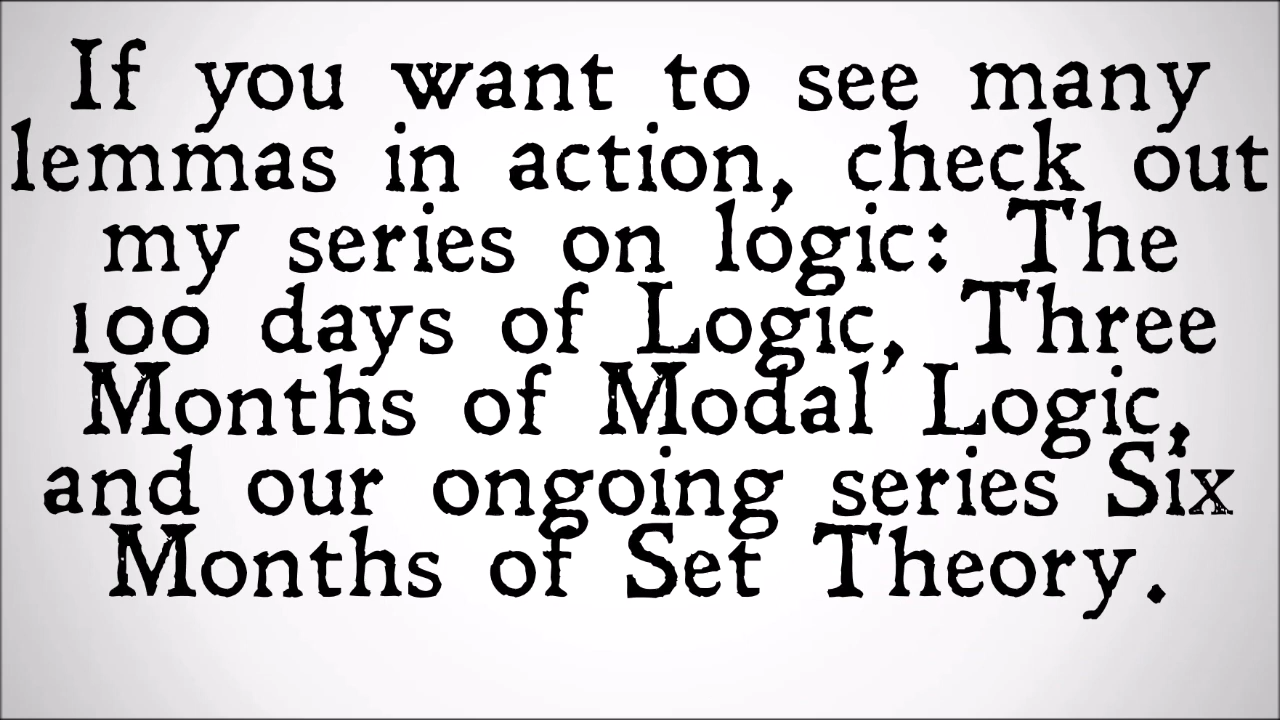 If you want to see many
lemmas in action, check out
my series on logic: The
100 days of Logic, Three
Months of Modal Logic,
and our ongoing series Six
Months of Set Theory.